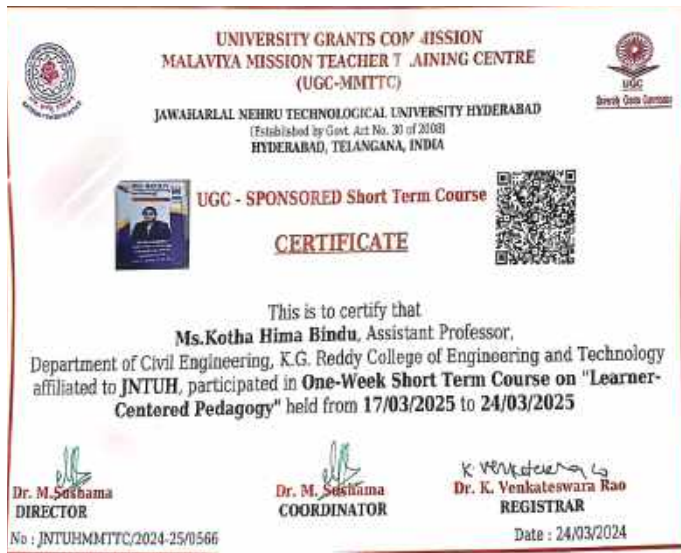 UNIVERSITY GRANTS COM ISSION
MALAVIYA MISSION TEACHER T AINING CENTRE
(UGC-MMTTC)
JAWAHARLAL NEHRU TECHNOLOGICAL UNIVERSITY HYDERABAD
(Established by Govt. Act No. 30 of 2008)
HYDERABAD, TELANGANA, INDIA
UGC
University Grants Commission
UGC - SPONSORED Short Term Course
CERTIFICATE
This is to certify that
Ms.Kotha Hima Bindu, Assistant Professor,
Department of Civil Engineering, K.G. Reddy College of Engineering and Technology
affiliated to JNTUH, participated in One-Week Short Term Course on "Learner-
Centered Pedagogy" held from 17/03/2025 to 24/03/2025
K. Venkateswara
Dr. M.Sushama
DIRECTOR
Dr. M. Sushama
COORDINATOR
Dr. K. Venkateswara Rao
REGISTRAR
No : JNTUHMMTTC/2024-25/0566
Date : 24/03/2024